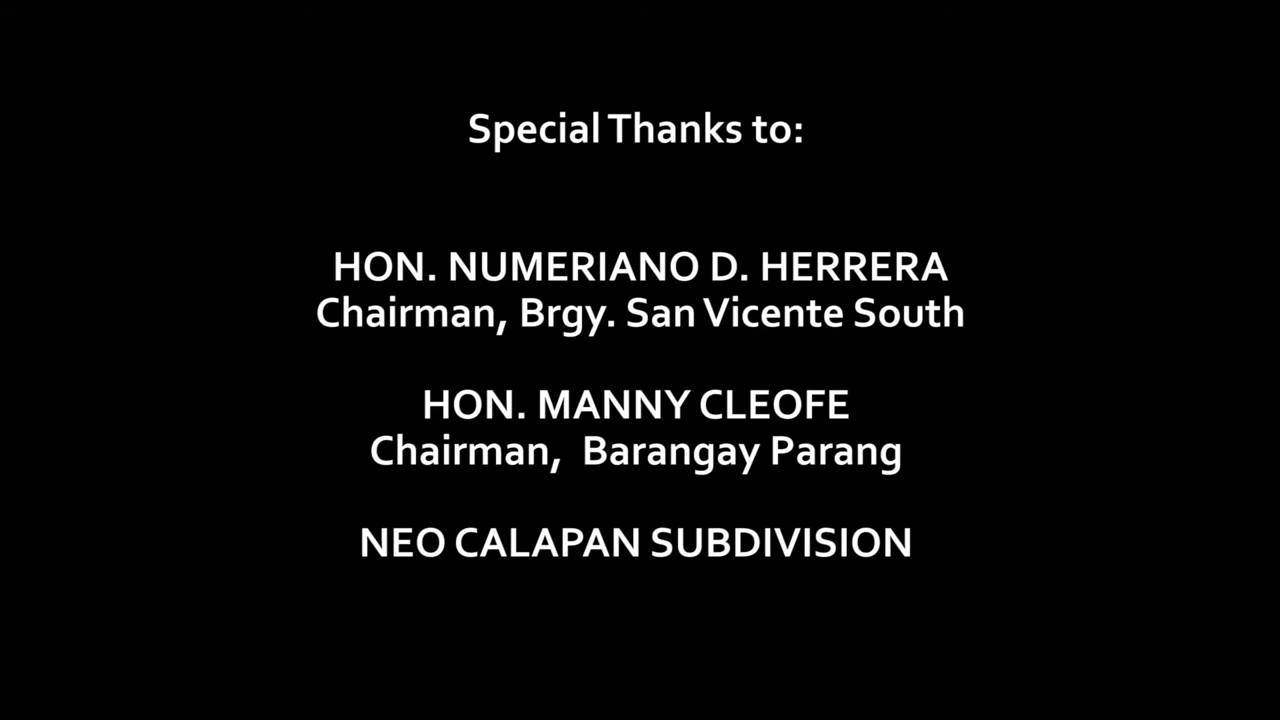 Special Thanks to:
HON. NUMERIANO D. HERRERA
Chairman, Brgy. San Vicente South
HON. MANNY CLEOFE
Chairman,  Barangay Parang
NEO CALAPAN SUBDIVISION